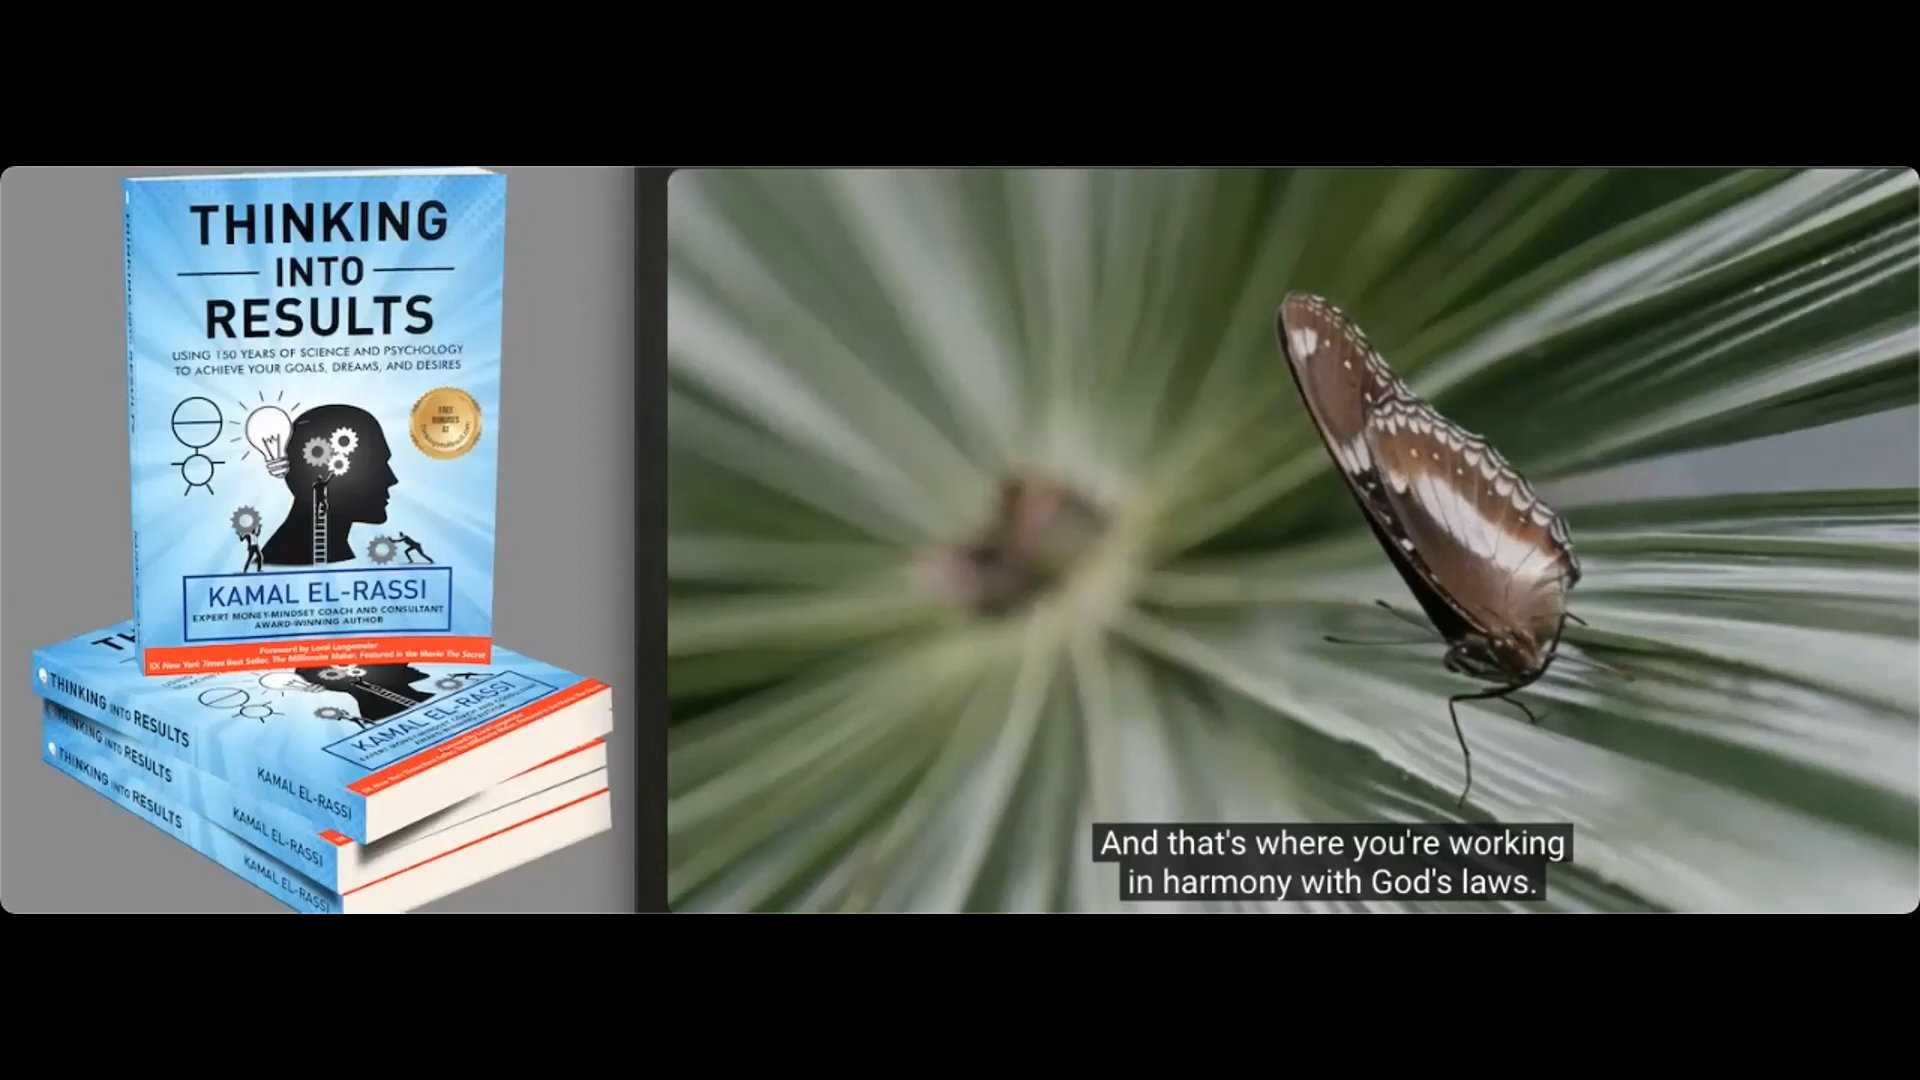 THINKING
INTO
RESULTS
USING 150 YEARS OF SCIENCE AND PSYCHOLOGY
TO ACHIEVE YOUR GOALS, DREAMS, AND DESIRES
FREE
BONUSES
AT
KAMAL EL-RASSI
EXPERT MONEY-MINDSET COACH AND CONSULTANT
AWARD-WINNING AUTHOR
Foreword by Loral Langemeier
5X New York Times Best Seller, The Millionaire Maker, Featured in the Movie The Secret
KAMAL EL-RASSI
THINKING INTO RESULTS
KAMAL EL-RASSI
THINKING INTO RESULTS
KAMAL EL-RASSI
THINKING INTO RESULTS
KAMAL EL-RASSI
And that's where you're working
in harmony with God's laws.